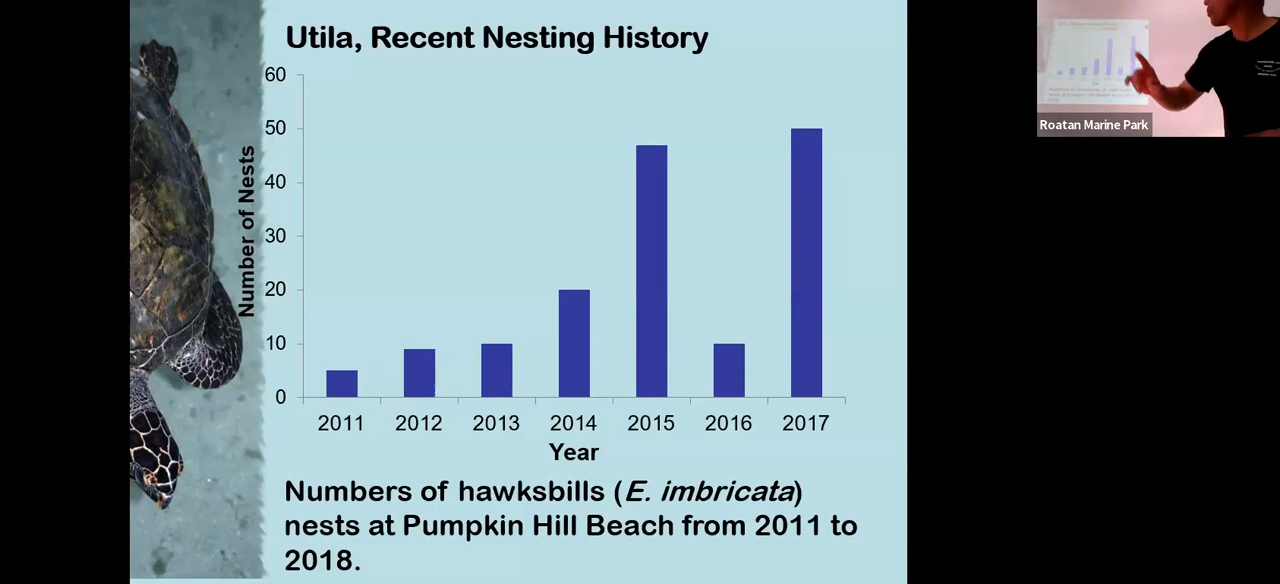 Utila, Recent Nesting History
60
50
40
30
20
10
0
Number of Nests
2011 2012 2013 2014 2015 2016 2017
Year
Numbers of hawksbills (E. imbricata)
nests at Pumpkin Hill Beach from 2011 to
2018.
Roatan Marine Park